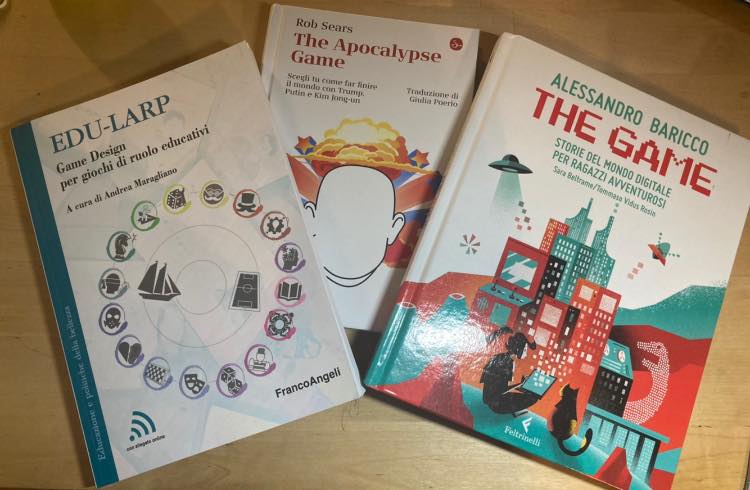 EDU-LARP
Game Design
per giochi di ruolo educativi
A cura di Andrea Maragliano
Educazione e politiche della bellezza
con allegato online
FrancoAngeli
Rob Sears
The Apocalypse
Game
Scegli tu come far finire
il mondo con Trump,
Putin e Kim Jong-un
Traduzione di
Giulia Poerio
ALESSANDRO BARICCO
THE GAME
STORIE DEL MONDO DIGITALE
PER RAGAZZI AVVENTUROSI
Sara Beltrame/Tommaso Vidus Rosin
Feltrinelli